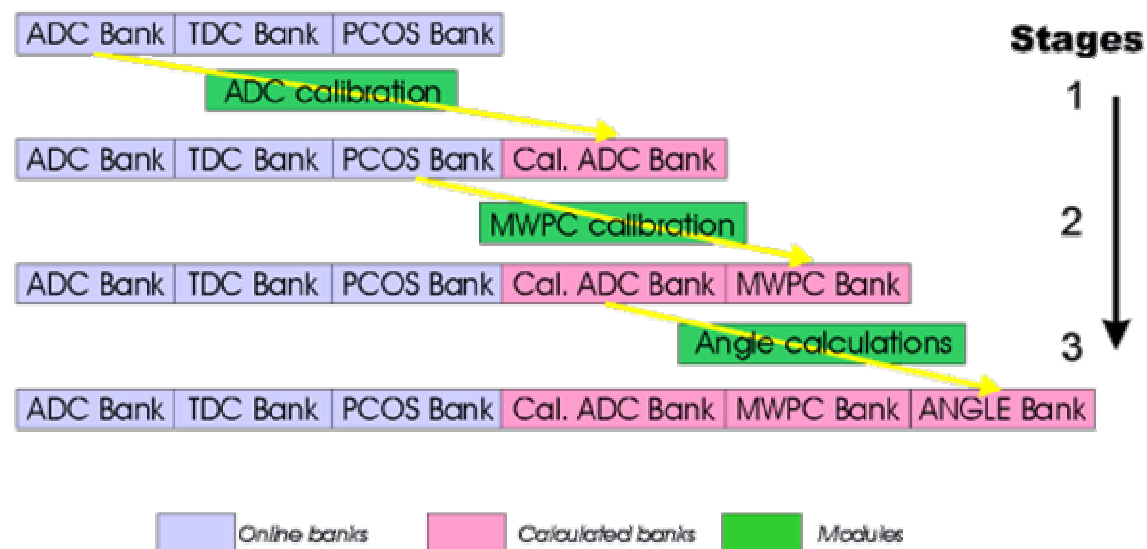 ADC Bank TDC Bank PCOS Bank
Stages
ADC calibration
1
ADC Bank TDC Bank PCOS Bank Cal. ADC Bank
MWPC calibration
2
ADC Bank TDC Bank PCOS Bank Cal. ADC Bank MWPC Bank
Angle calculations
3
ADC Bank TDC Bank PCOS Bank Cal. ADC Bank MWPC Bank ANGLE Bank
Online banks Calculated banks Modules